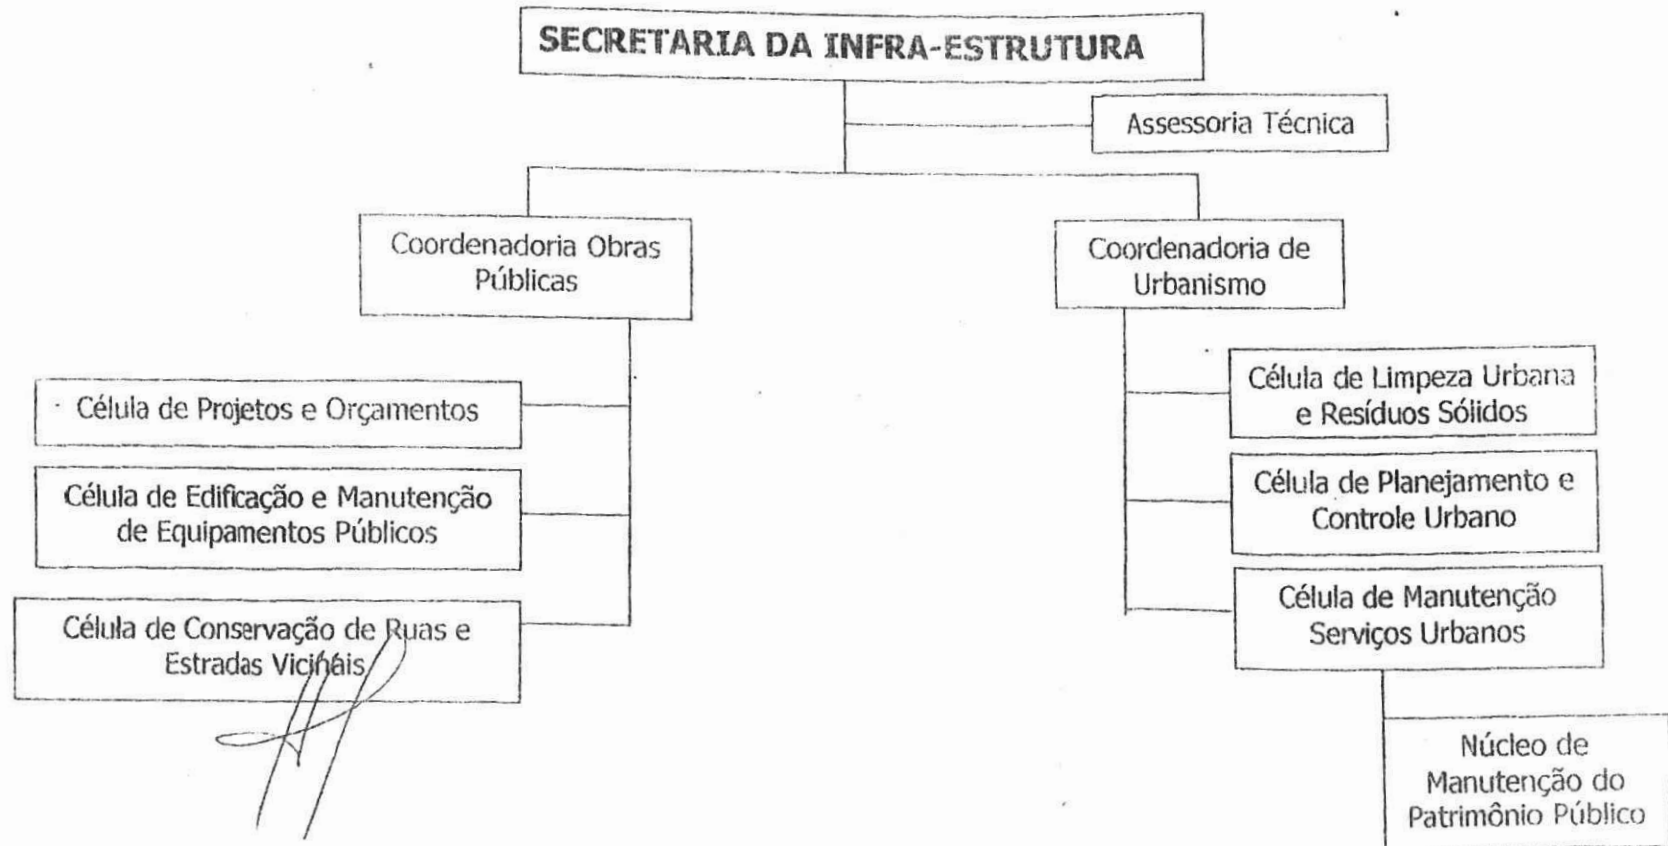 SECRETARIA DA INFRA-ESTRUTURA
Assessoria Técnica
Coordenadoria Obras
Públicas
Coordenadoria de
Urbanismo
Célula de Projetos e Orçamentos
Célula de Edificação e Manutenção
de Equipamentos Públicos
Célula de Conservação de Ruas e
Estradas Vicinais
Célula de Limpeza Urbana
e Resíduos Sólidos
Célula de Planejamento e
Controle Urbano
Célula de Manutenção
Serviços Urbanos
Núcleo de
Manutenção do
Patrimônio Público